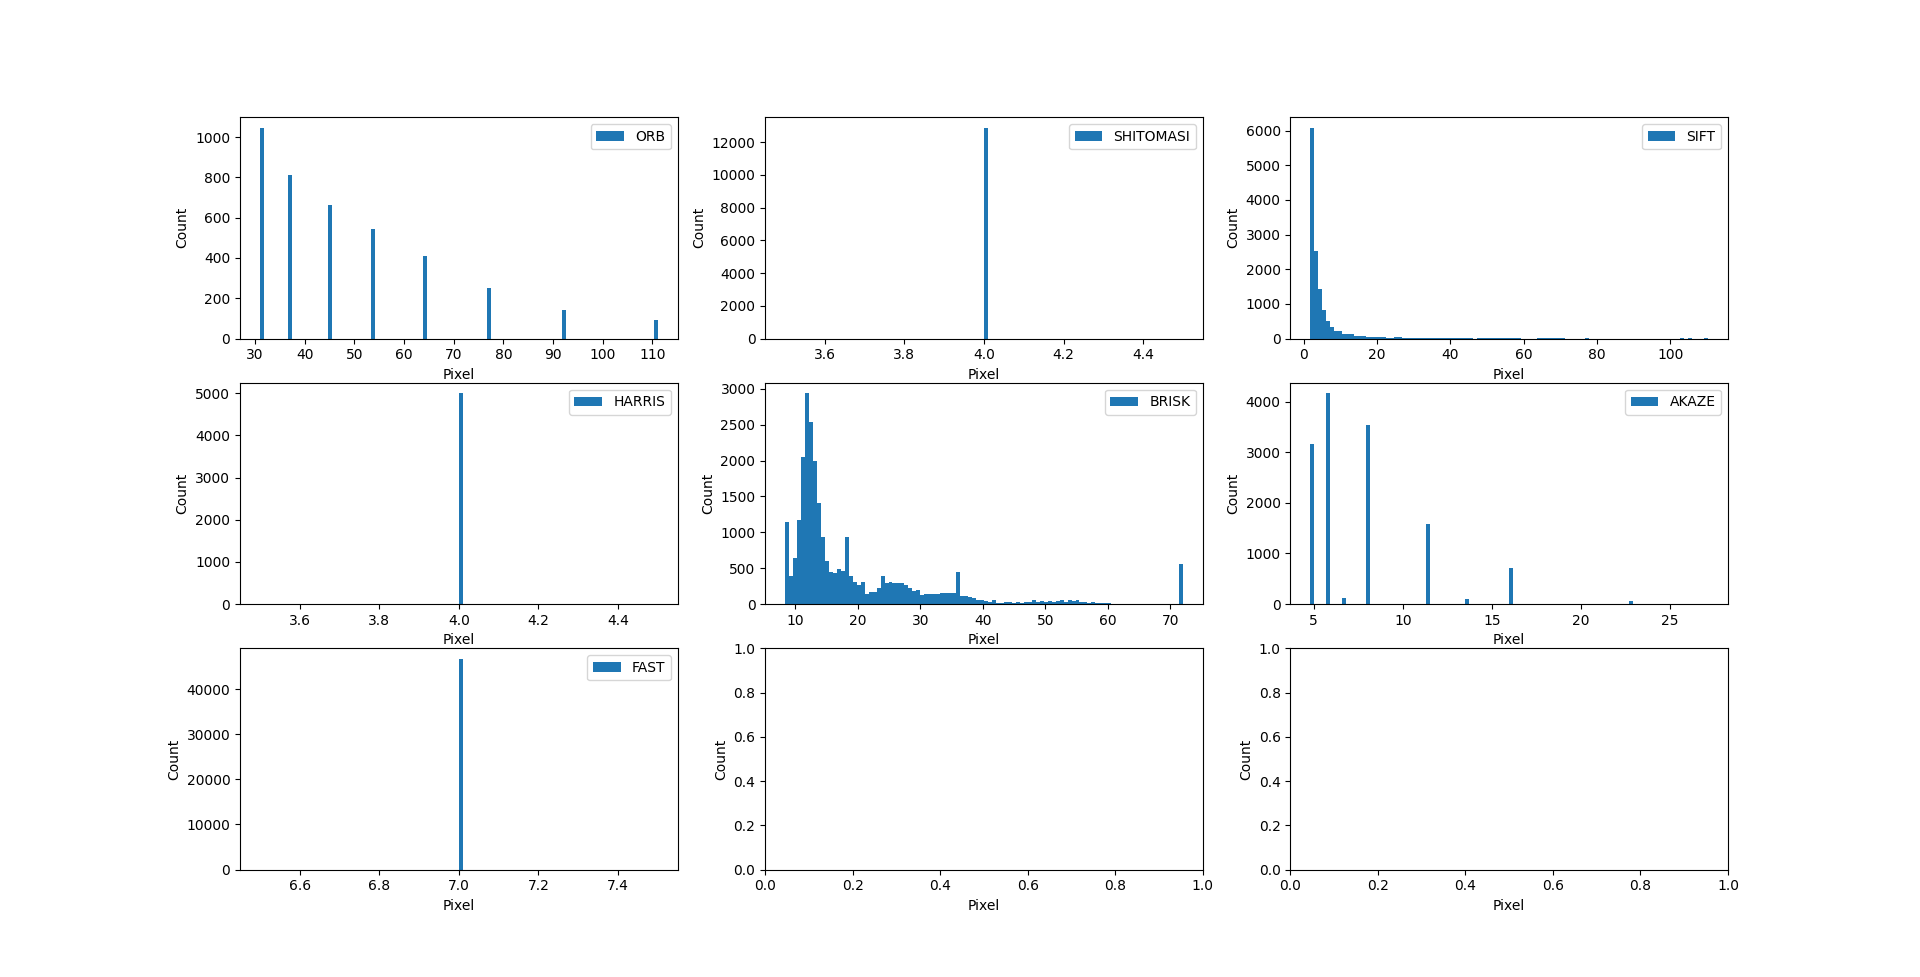 ORB
1000
800
600
400
200
0
Count
30 40 50 60 70 80 90 100 110
Pixel
SHITOMASI
12000
10000
8000
6000
4000
2000
0
Count
3.6 3.8 4.0 4.2 4.4
Pixel
SIFT
6000
5000
4000
3000
2000
1000
0
Count
0 20 40 60 80 100
Pixel
HARRIS
5000
4000
3000
2000
1000
0
Count
3.6 3.8 4.0 4.2 4.4
Pixel
BRISK
3000
2500
2000
1500
1000
500
0
Count
10 20 30 40 50 60 70
Pixel
AKAZE
4000
3000
2000
1000
0
Count
5 10 15 20 25
Pixel
FAST
40000
30000
20000
10000
0
Count
6.6 6.8 7.0 7.2 7.4
Pixel
1.0
0.8
0.6
0.4
0.2
0.0
Count
0.0 0.2 0.4 0.6 0.8 1.0
Pixel
1.0
0.8
0.6
0.4
0.2
0.0
Count
0.0 0.2 0.4 0.6 0.8 1.0
Pixel